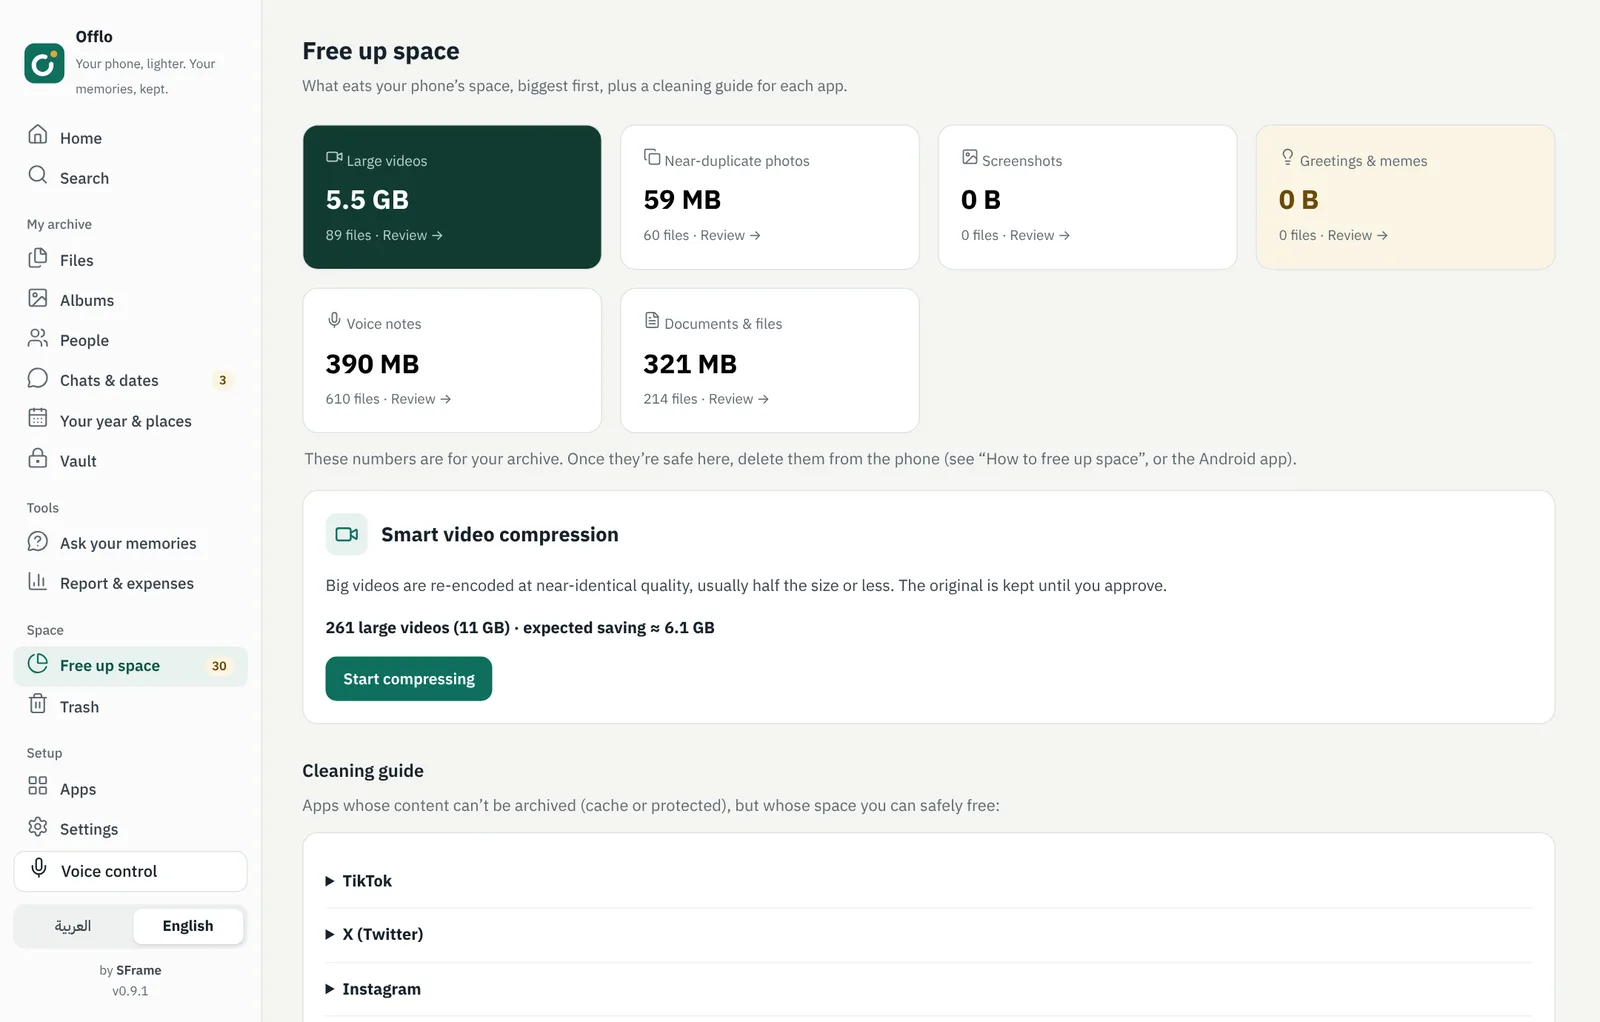 Offlo
Your phone, lighter. Your
memories, kept.
Home
Search
My archive
Files
Albums
People
Chats & dates 3
Your year & places
Vault
Tools
Ask your memories
Report & expenses
Space
Free up space 30
Trash
Setup
Apps
Settings
Voice control
العربية English
by SFrame
v0.9.1
Free up space
What eats your phone’s space, biggest first, plus a cleaning guide for each app.
Large videos
5.5 GB
89 files · Review →
Near-duplicate photos
59 MB
60 files · Review →
Screenshots
0 B
0 files · Review →
Greetings & memes
0 B
0 files · Review →
Voice notes
390 MB
610 files · Review →
Documents & files
321 MB
214 files · Review →
These numbers are for your archive. Once they’re safe here, delete them from the phone (see “How to free up space”, or the Android app).
Smart video compression
Big videos are re-encoded at near-identical quality, usually half the size or less. The original is kept until you approve.
261 large videos (11 GB) · expected saving ≈ 6.1 GB
Start compressing
Cleaning guide
Apps whose content can’t be archived (cache or protected), but whose space you can safely free:
▶ TikTok
▶ X (Twitter)
▶ Instagram